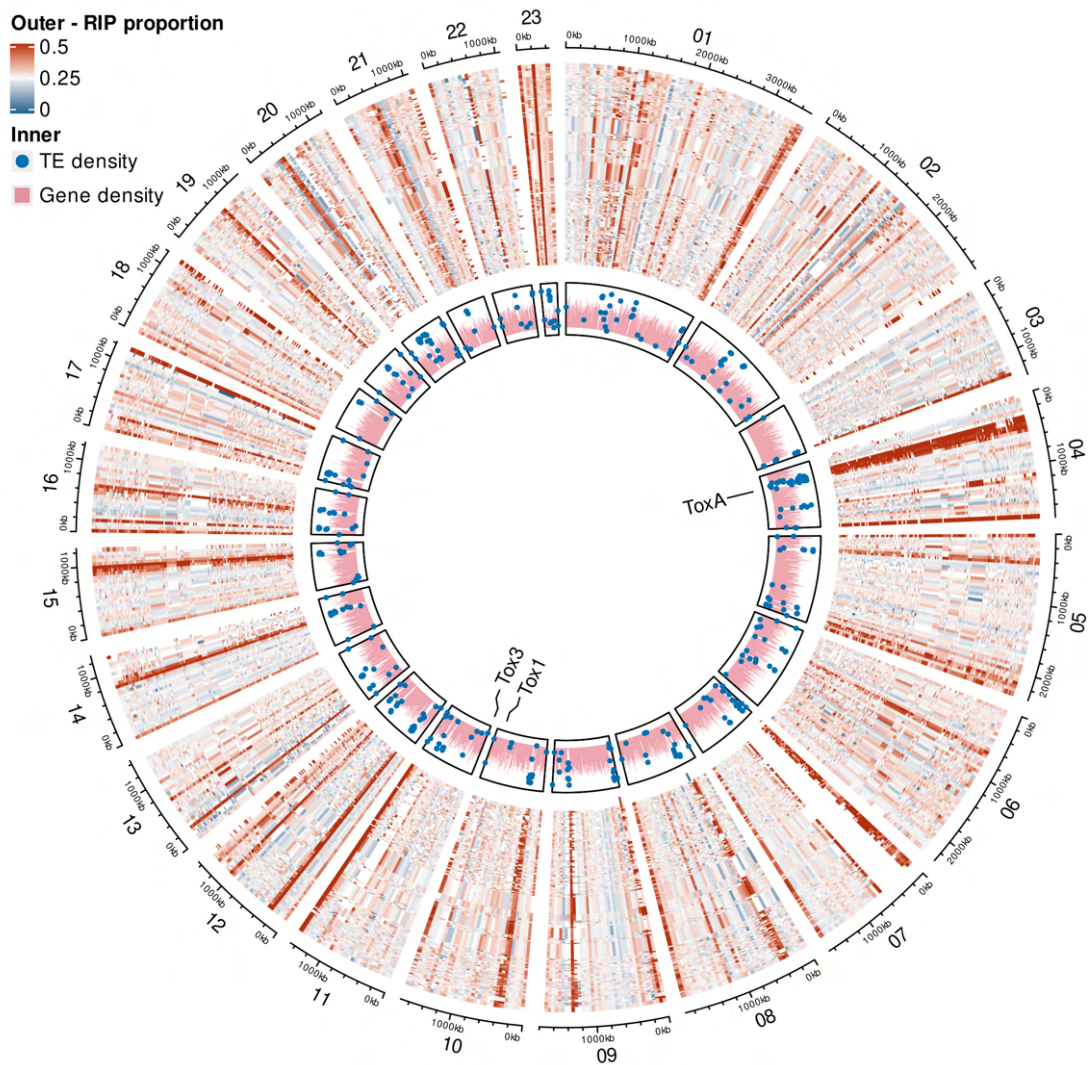 Outer - RIP proportion
0.5
0.25
0
Inner
TE density
Gene density
01
0kb
1000kb
2000kb
3000kb
02
0kb
1000kb
2000kb
03
0kb
1000kb
04
0kb
1000kb
05
0kb
1000kb
2000kb
06
0kb
1000kb
2000kb
07
0kb
1000kb
08
0kb
1000kb
09
0kb
1000kb
10
0kb
1000kb
11
0kb
1000kb
12
0kb
1000kb
13
0kb
1000kb
14
0kb
1000kb
15
0kb
1000kb
16
0kb
1000kb
17
0kb
1000kb
18
0kb
1000kb
19
0kb
1000kb
20
0kb
1000kb
21
0kb
1000kb
22
0kb
1000kb
23
0kb
ToxA
Tox3
Tox1